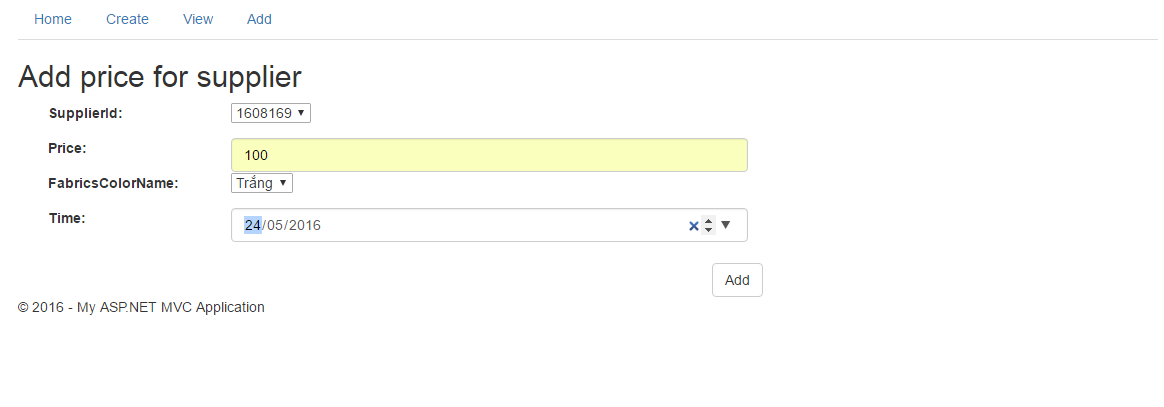 Home Create View Add
Add price for supplier
SupplierId: 1608169
Price: 100
FabricsColorName: Trắng
Time: 24/05/2016
Add
© 2016 - My ASP.NET MVC Application